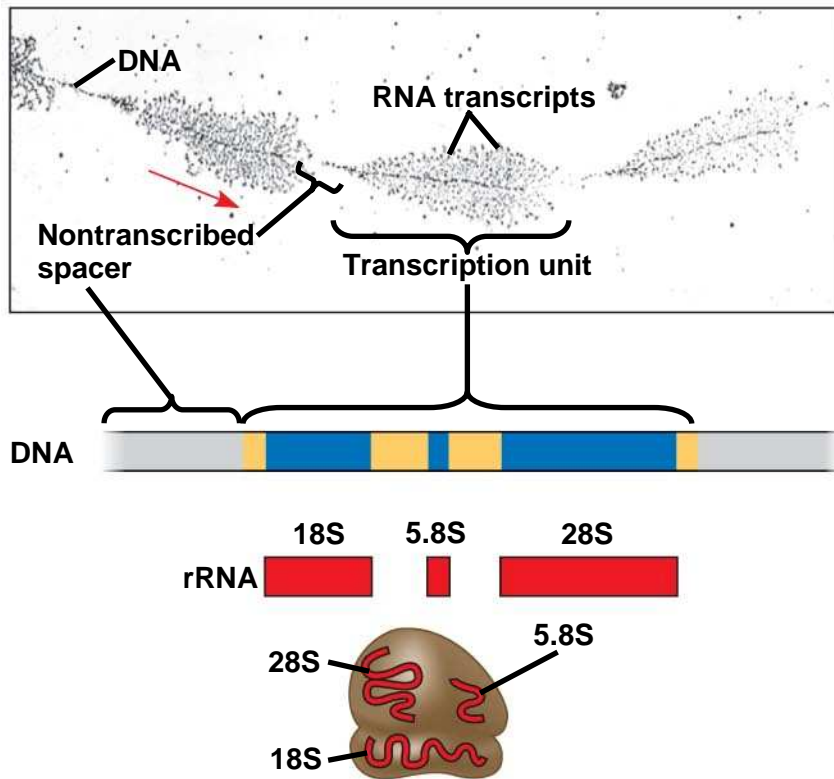 DNA
RNA transcripts
Nontranscribed
spacer
Transcription unit
DNA
18S
5.8S
28S
rRNA
5.8S
28S
18S